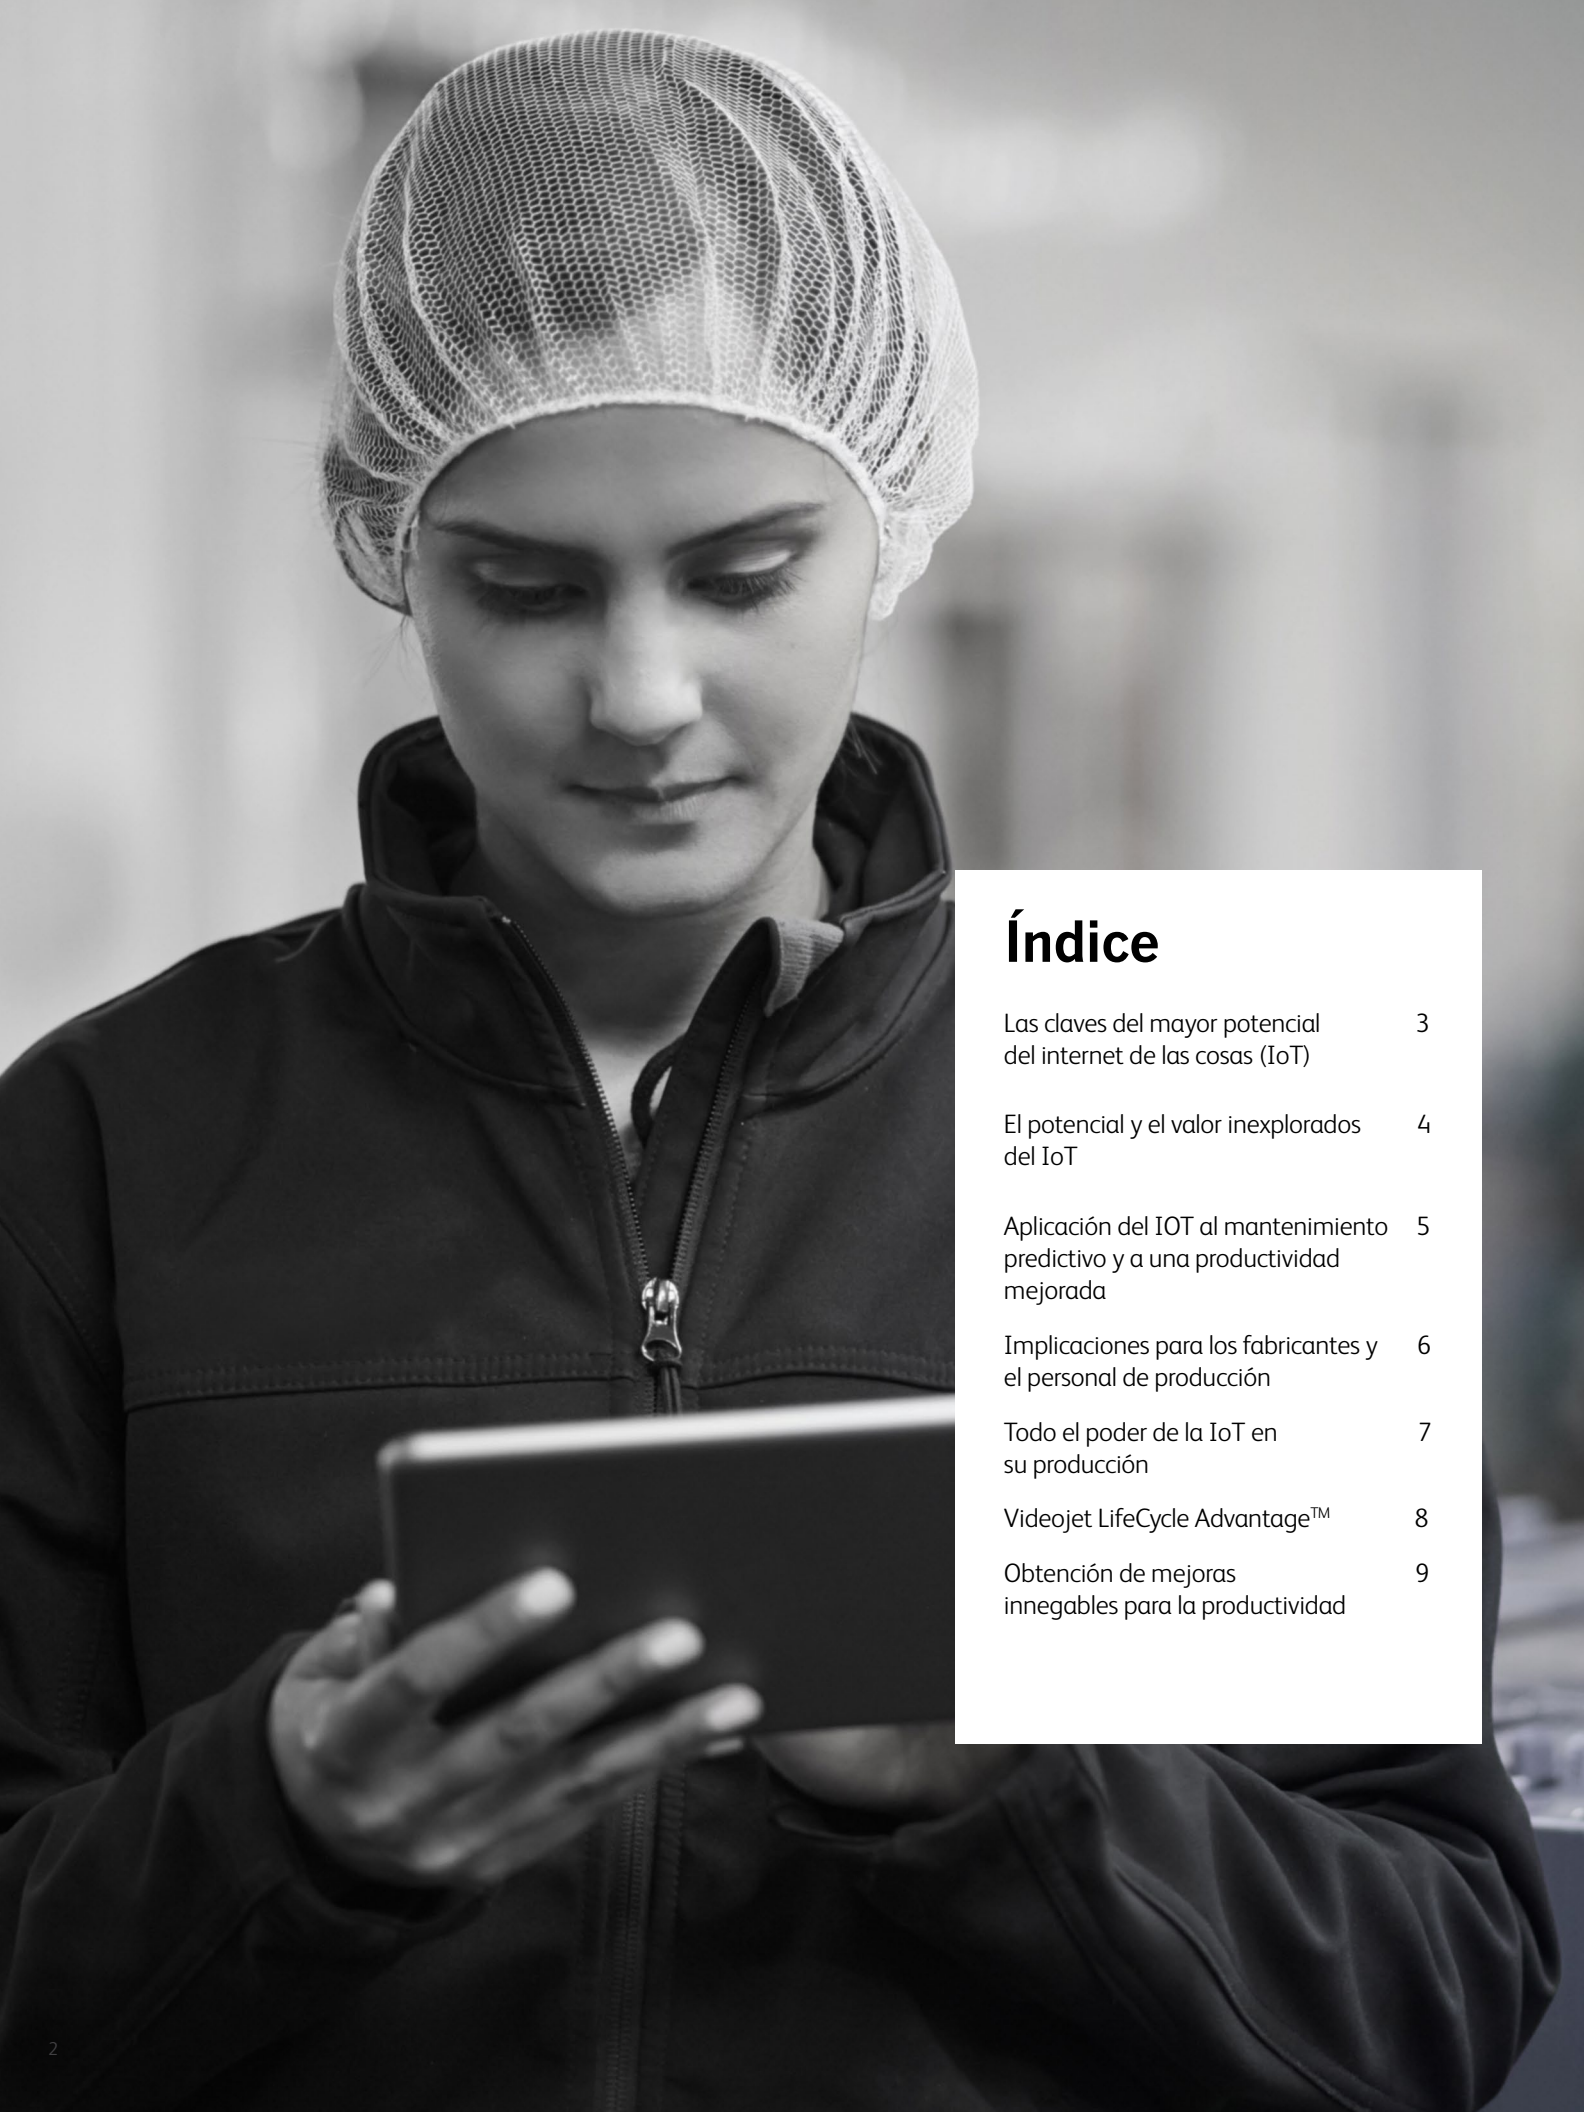 Índice
Las claves del mayor potencial 3
del internet de las cosas (IoT)
El potencial y el valor inexplorados 4
del IoT
Aplicación del IOT al mantenimiento 5
predictivo y a una productividad
mejorada
Implicaciones para los fabricantes y 6
el personal de producción
Todo el poder de la IoT en 7
su producción
Videojet LifeCycle Advantage™ 8
Obtención de mejoras 9
innegables para la productividad
2